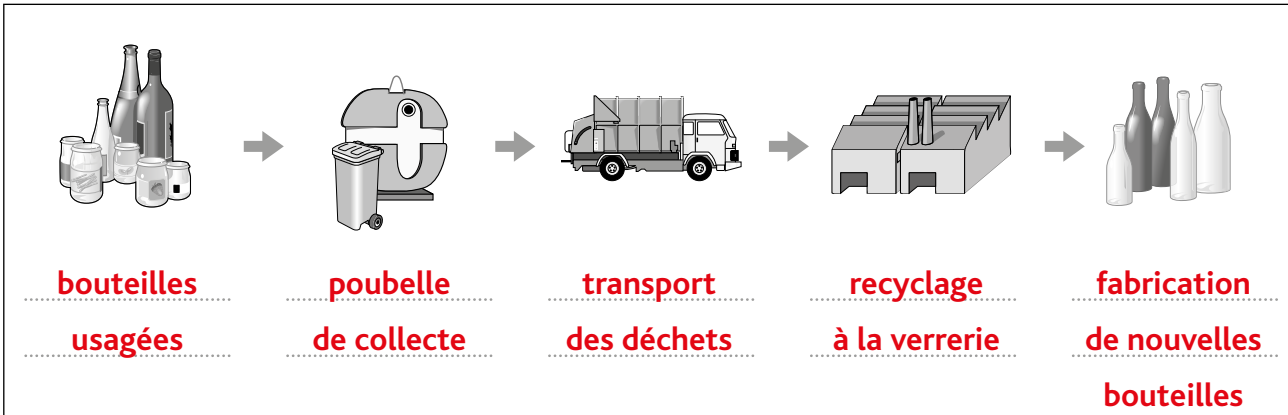 bouteilles
usagées
poubelle
de collecte
transport
des déchets
recyclage
à la verrerie
fabrication
de nouvelles
bouteilles